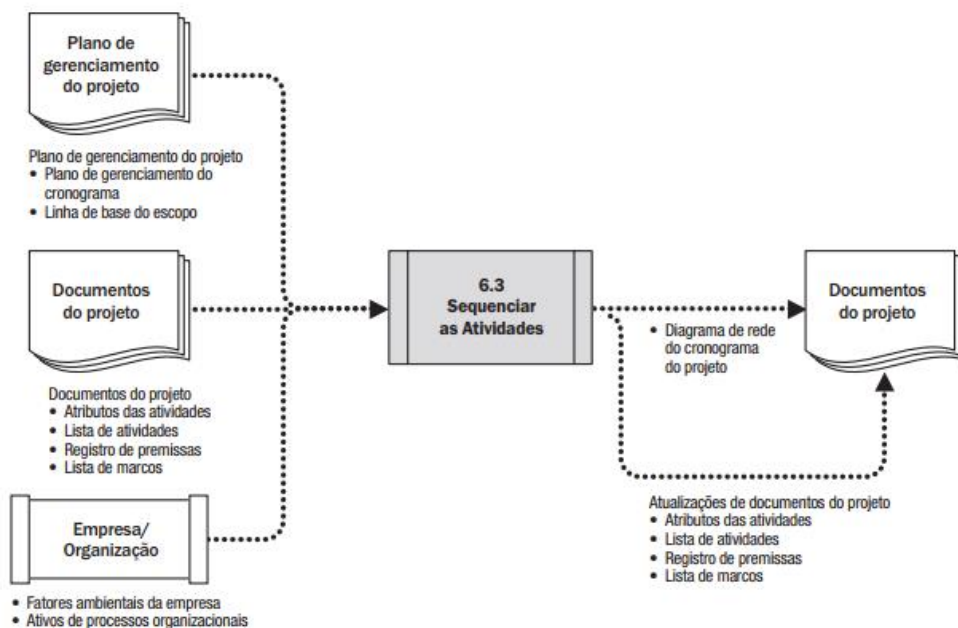 Plano de
gerenciamento
do projeto
Plano de gerenciamento do projeto
• Plano de gerenciamento do
cronograma
• Linha de base do escopo
Documentos
do projeto
Documentos do projeto
• Atributos das atividades
• Lista de atividades
• Registro de premissas
• Lista de marcos
Empresa/
Organização
• Fatores ambientais da empresa
• Ativos de processos organizacionais
6.3
Sequenciar
as Atividades
• Diagrama de rede
do cronograma
do projeto
Documentos
do projeto
Atualizações de documentos do projeto
• Atributos das atividades
• Lista de atividades
• Registro de premissas
• Lista de marcos